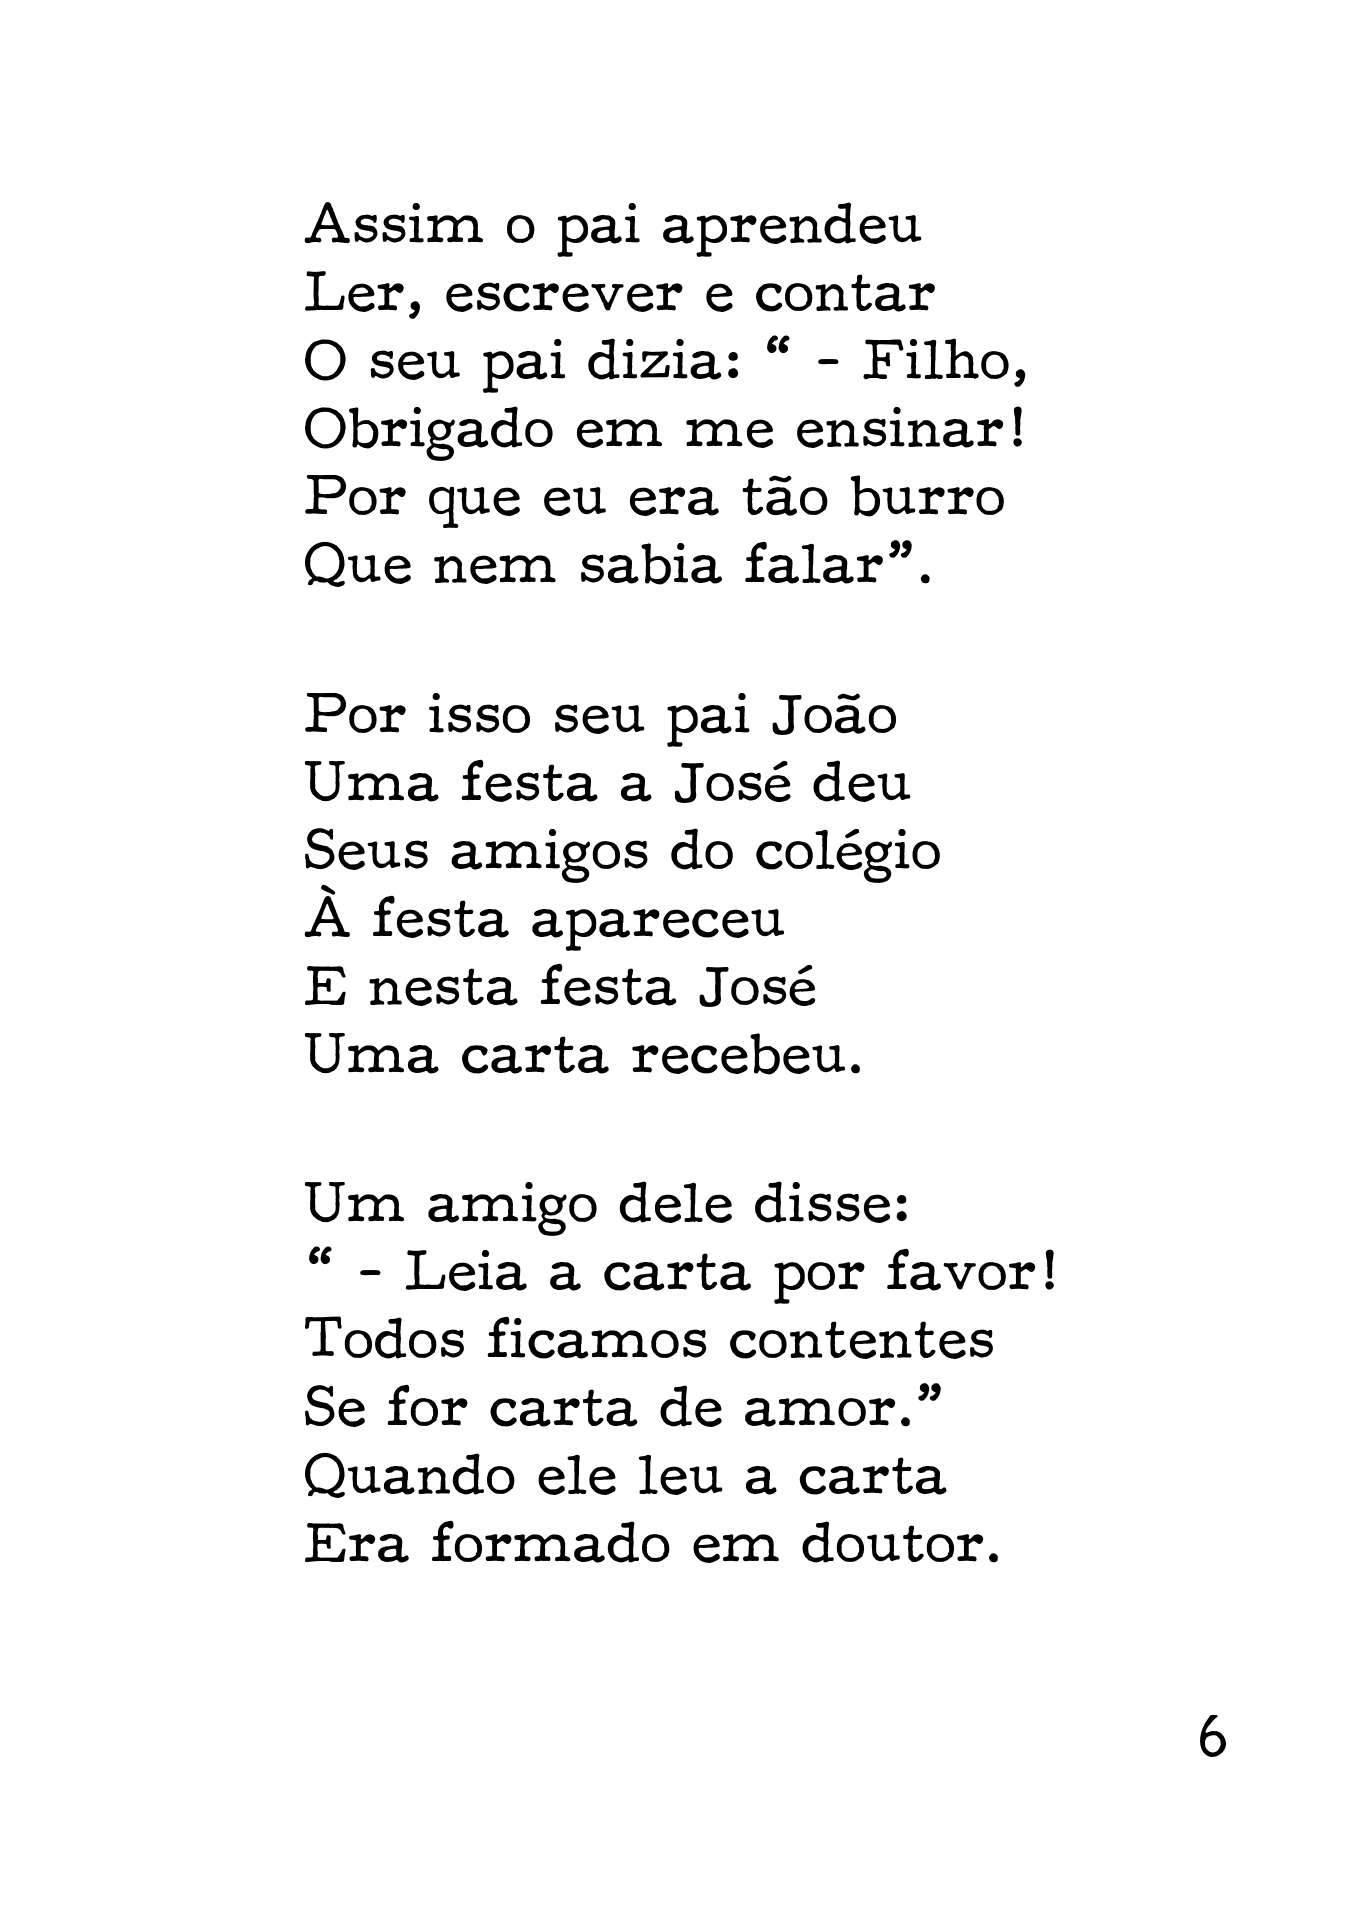 Assim o pai aprendeu
Ler, escrever e contar
O seu pai dizia: “ - Filho,
Obrigado em me ensinar!
Por que eu era tão burro
Que nem sabia falar”.
Por isso seu pai João
Uma festa a José deu
Seus amigos do colégio
À festa apareceu
E nesta festa José
Uma carta recebeu.
Um amigo dele disse:
“ - Leia a carta por favor!
Todos ficamos contentes
Se for carta de amor.”
Quando ele leu a carta
Era formado em doutor.
6